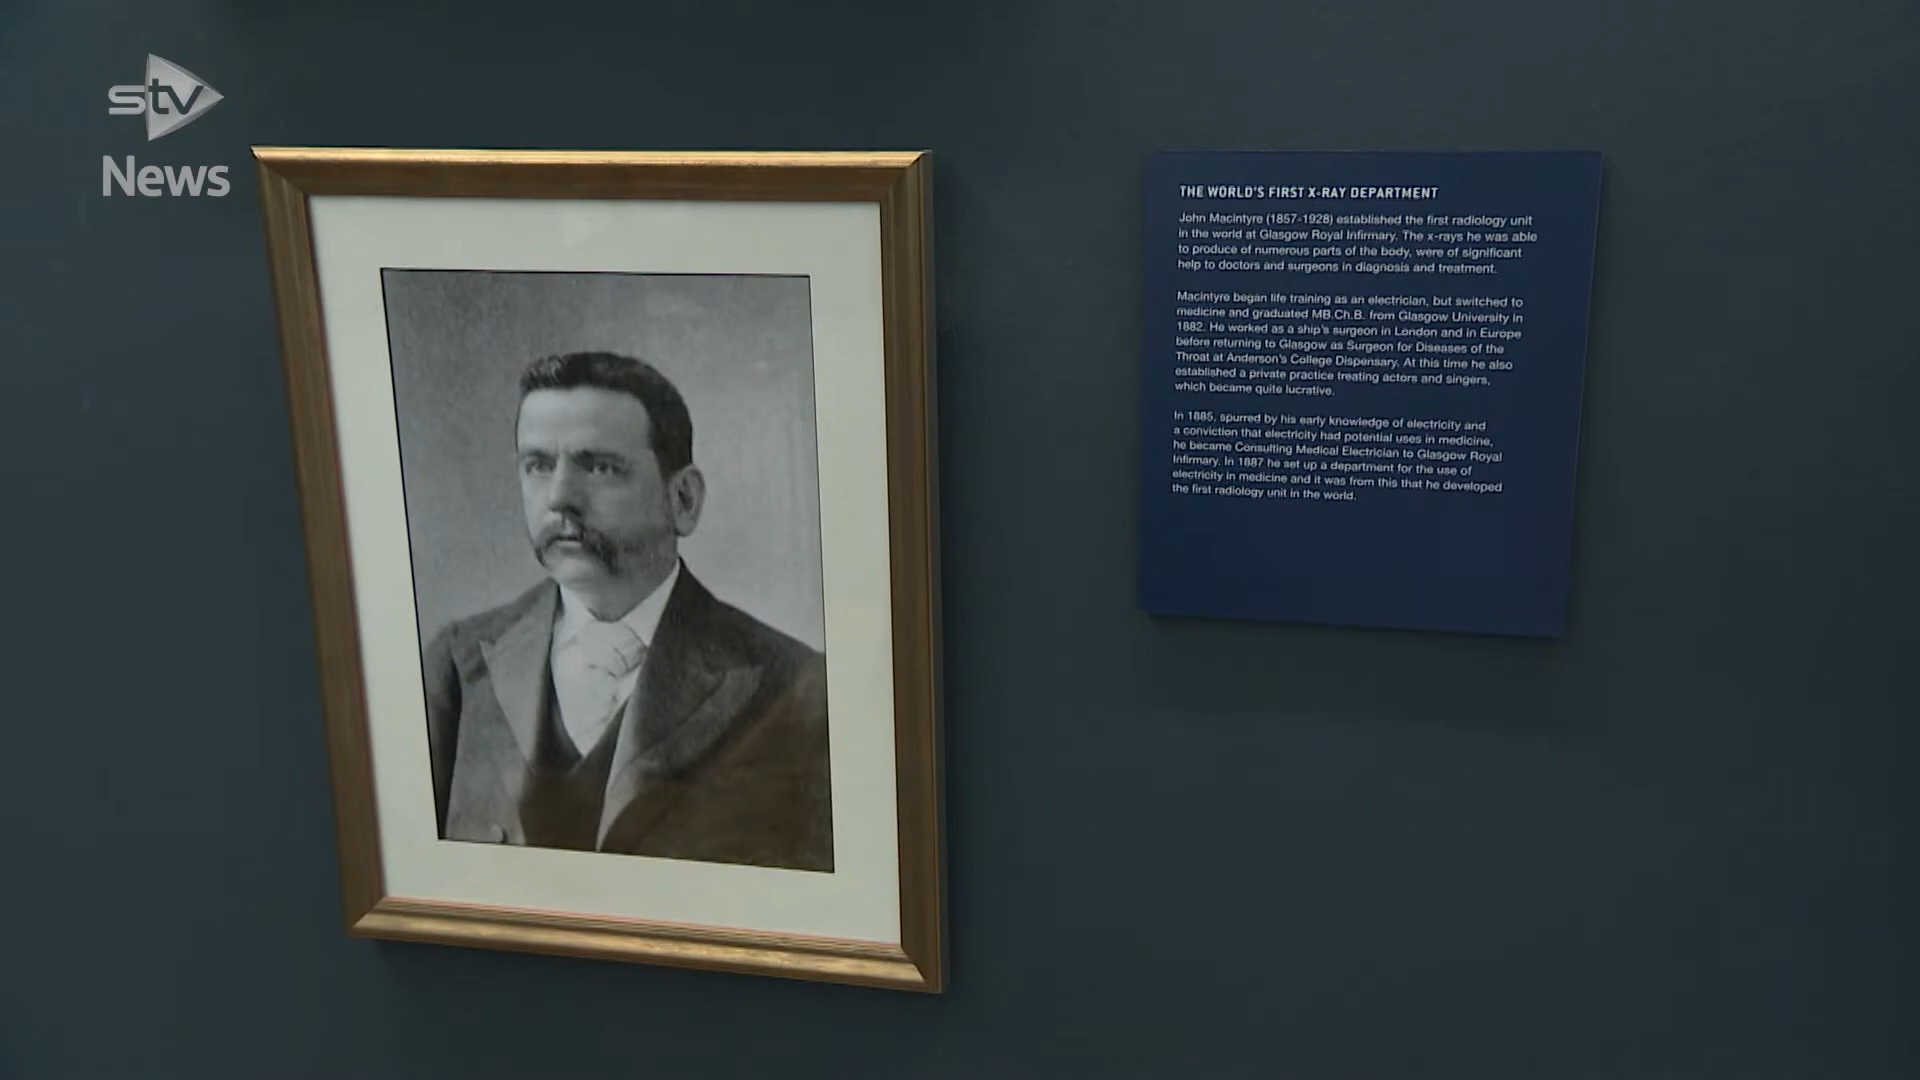 stv
News
THE WORLD'S FIRST X-RAY DEPARTMENT
John Macintyre (1857-1928) established the first radiology unit
in the world at Glasgow Royal Infirmary. The x-rays he was able
to produce of numerous parts of the body, were of significant
help to doctors and surgeons in diagnosis and treatment.
Macintyre began life training as an electrician, but switched to
medicine and graduated MB.Ch.B. from Glasgow University in
1882. He worked as a ship's surgeon in London and in Europe
before returning to Glasgow as Surgeon for Diseases of the
Throat at Anderson's College Dispensary. At this time he also
established a private practice treating actors and singers,
which became quite lucrative.
In 1885, spurred by his early knowledge of electricity and
a conviction that electricity had potential uses in medicine,
he became Consulting Medical Electrician to Glasgow Royal
Infirmary. In 1887 he set up a department for the use of
electricity in medicine and it was from this that he developed
the first radiology unit in the world.